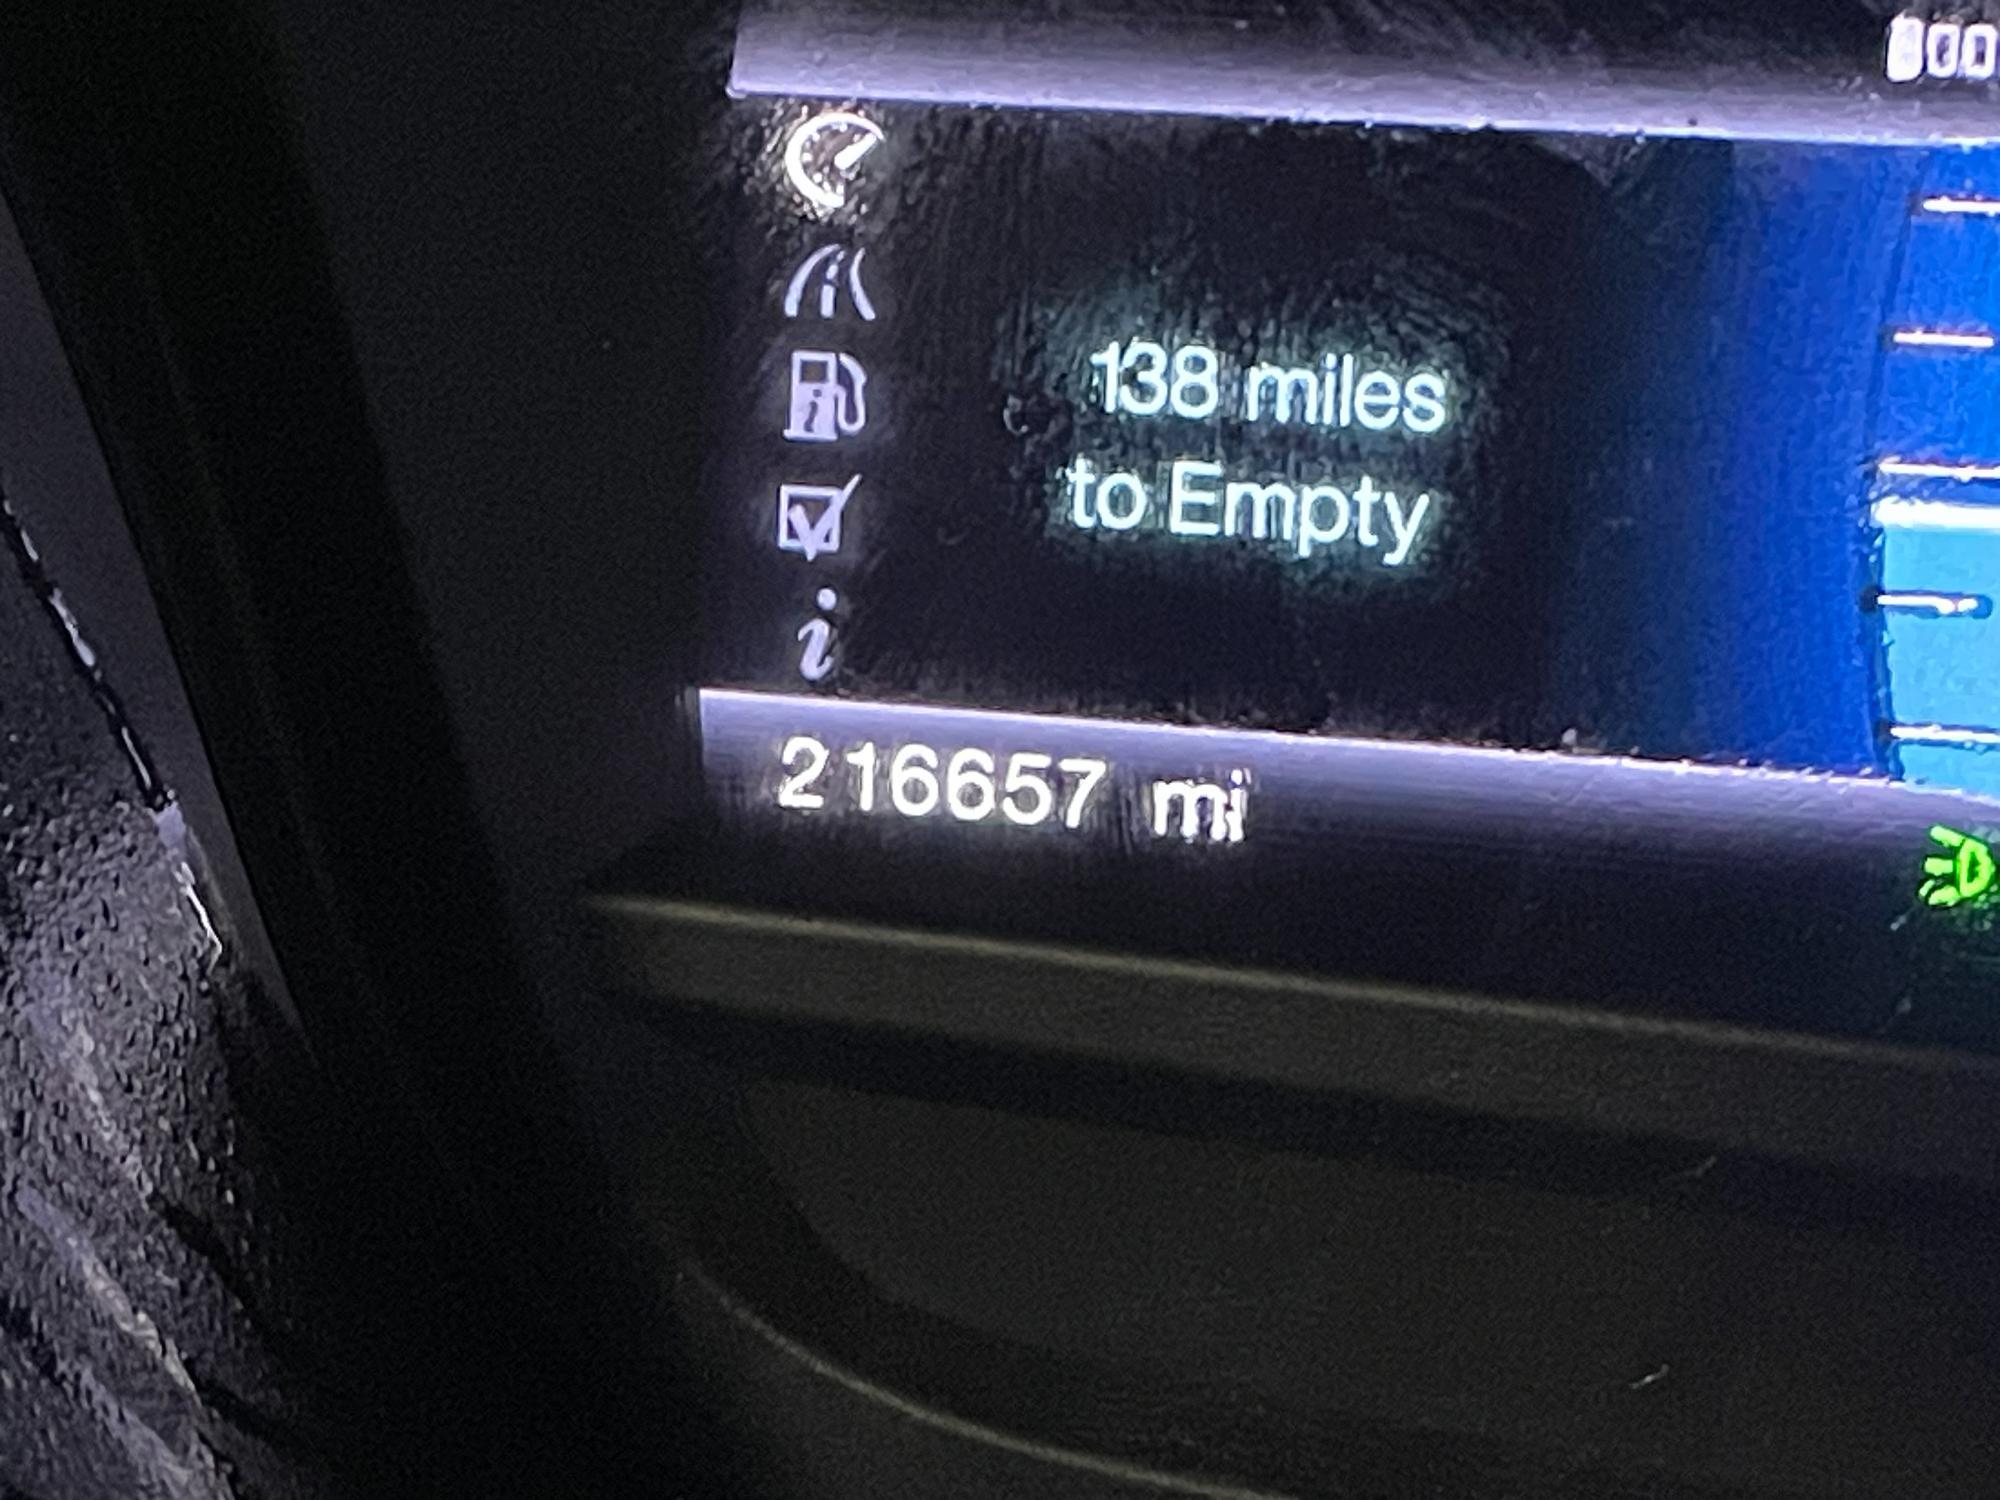 138 miles
to Empty
216657 mi